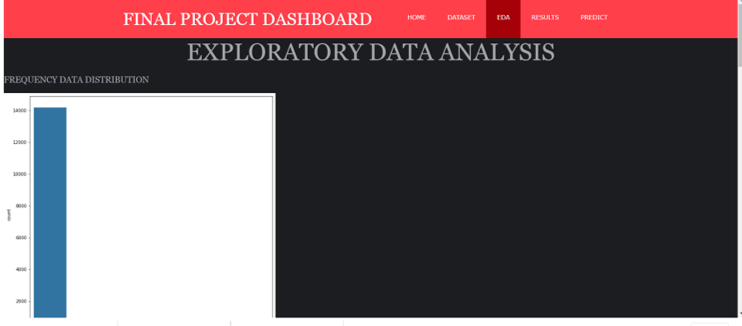 FINAL PROJECT DASHBOARD
HOME DATASET EDA RESULTS PREDICT
EXPLORATORY DATA ANALYSIS
FREQUENCY DATA DISTRIBUTION
14000
12000
10000
8000
6000
4000
2000
count